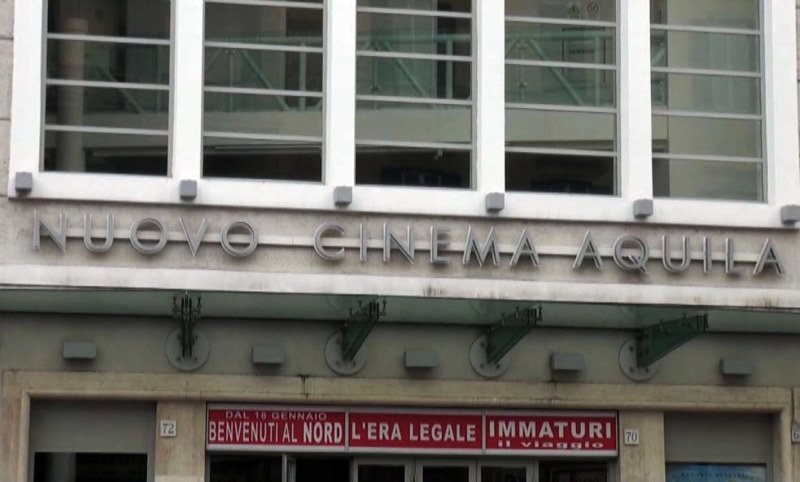 NUOVO CINEMA AQUILA
DAL 18 GENNAIO
BENVENUTI AL NORD
L'ERA LEGALE
IMMATURI
il viaggio
72
70